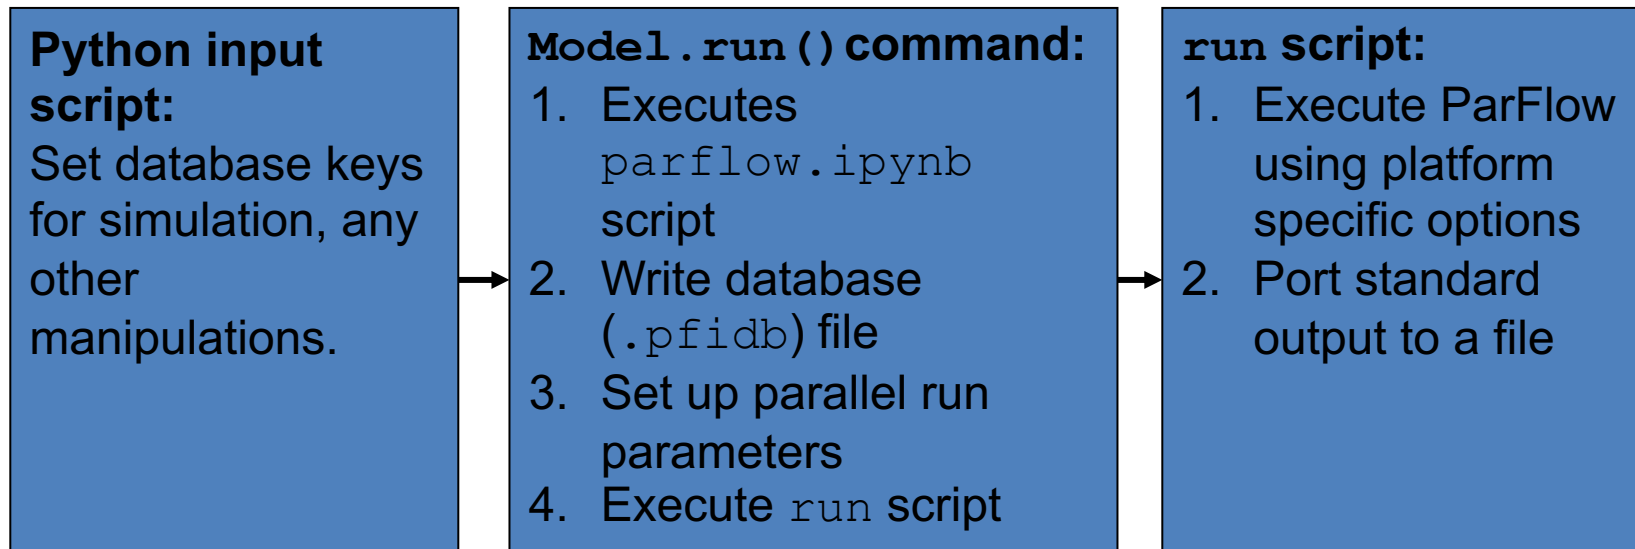 Python input
script:
Set database keys
for simulation, any
other
manipulations.
Model.run()command:
1. Executes
parflow.ipynb
script
2. Write database
(.pfidb) file
3. Set up parallel run
parameters
4. Execute run script
run script:
1. Execute ParFlow
using platform
specific options
2. Port standard
output to a file